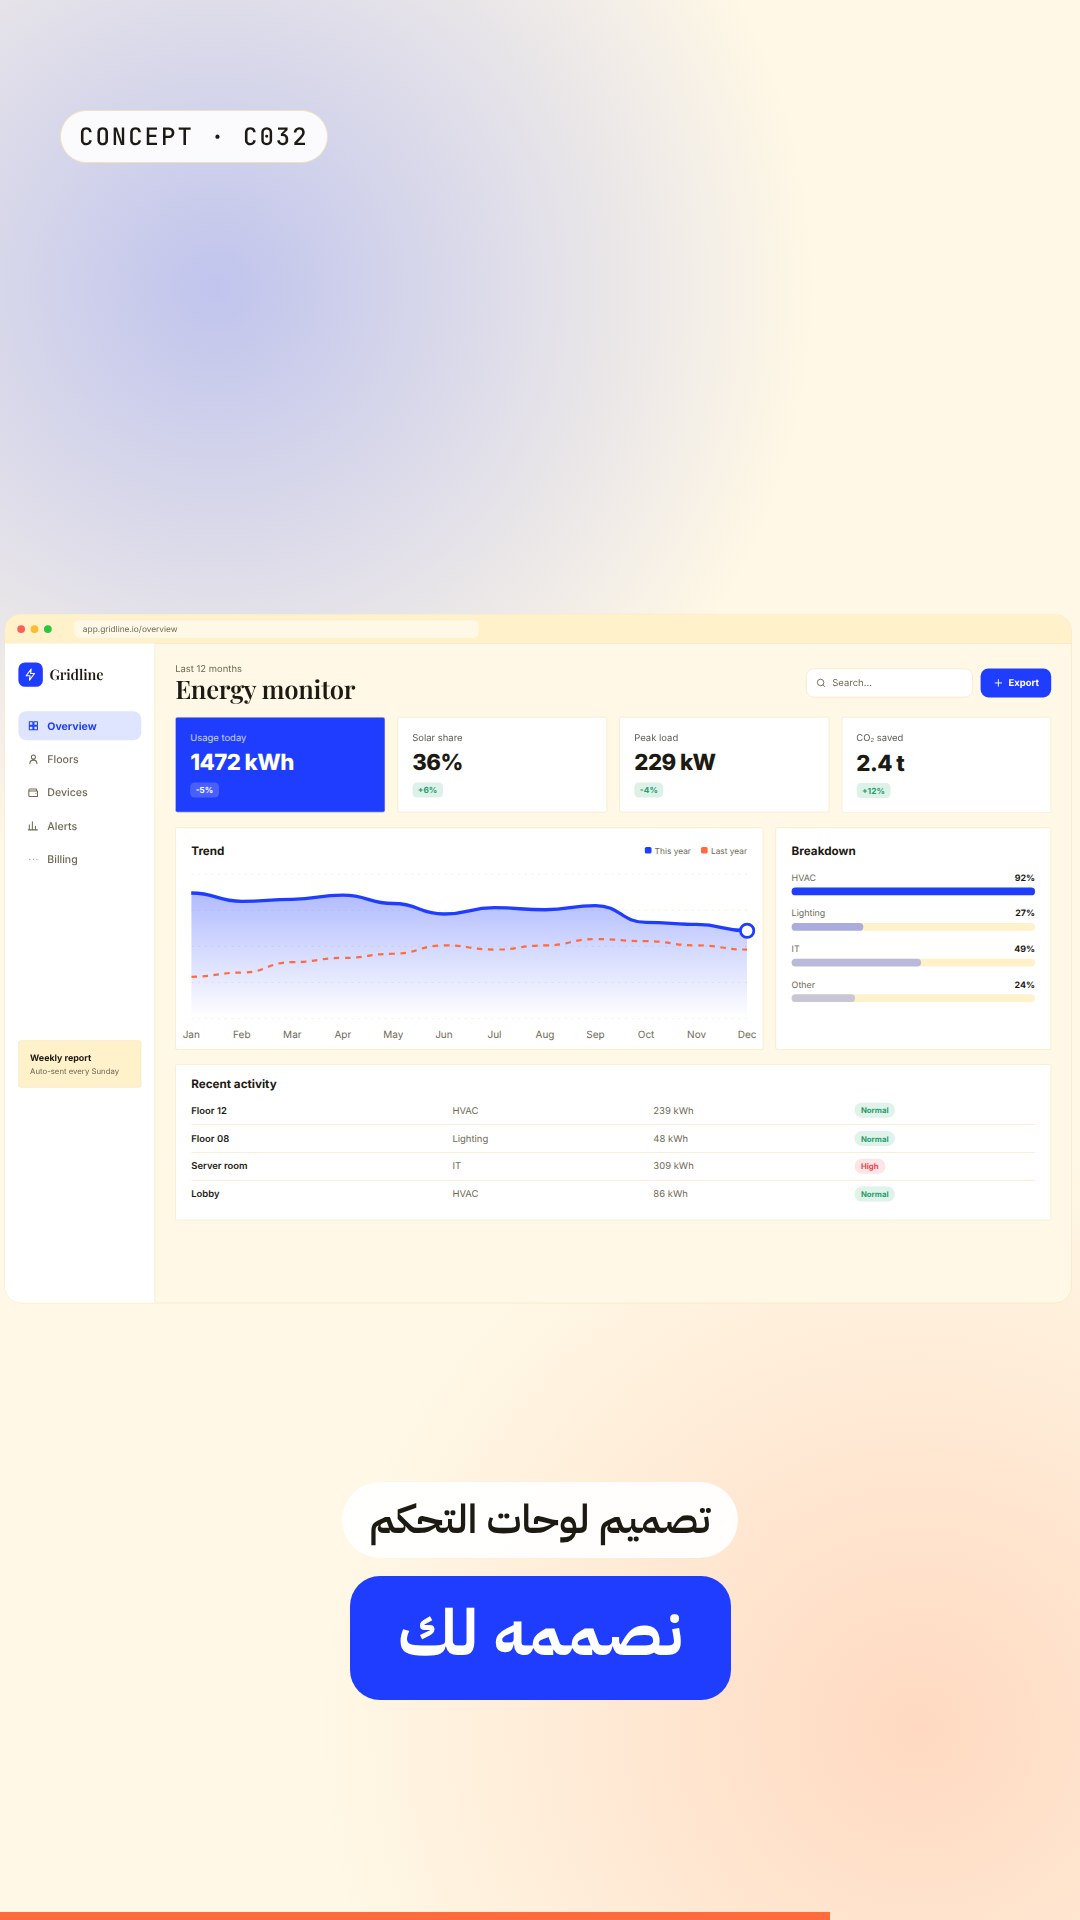 CONCEPT · C032
app.gridline.io/overview
Gridline
Overview
Floors
Devices
Alerts
Billing
Weekly report
Auto-sent every Sunday
Last 12 months
Energy monitor
Search...
+ Export
Usage today
1472 kWh
-5%
Solar share
36%
+6%
Peak load
229 kW
-4%
CO₂ saved
2.4 t
+12%
Trend
This year Last year
Jan Feb Mar Apr May Jun Jul Aug Sep Oct Nov Dec
Breakdown
HVAC 92%
Lighting 27%
IT 49%
Other 24%
Recent activity
Floor 12 HVAC 239 kWh Normal
Floor 08 Lighting 48 kWh Normal
Server room IT 309 kWh High
Lobby HVAC 86 kWh Normal
تصميم لوحات التحكم
نصممه لك